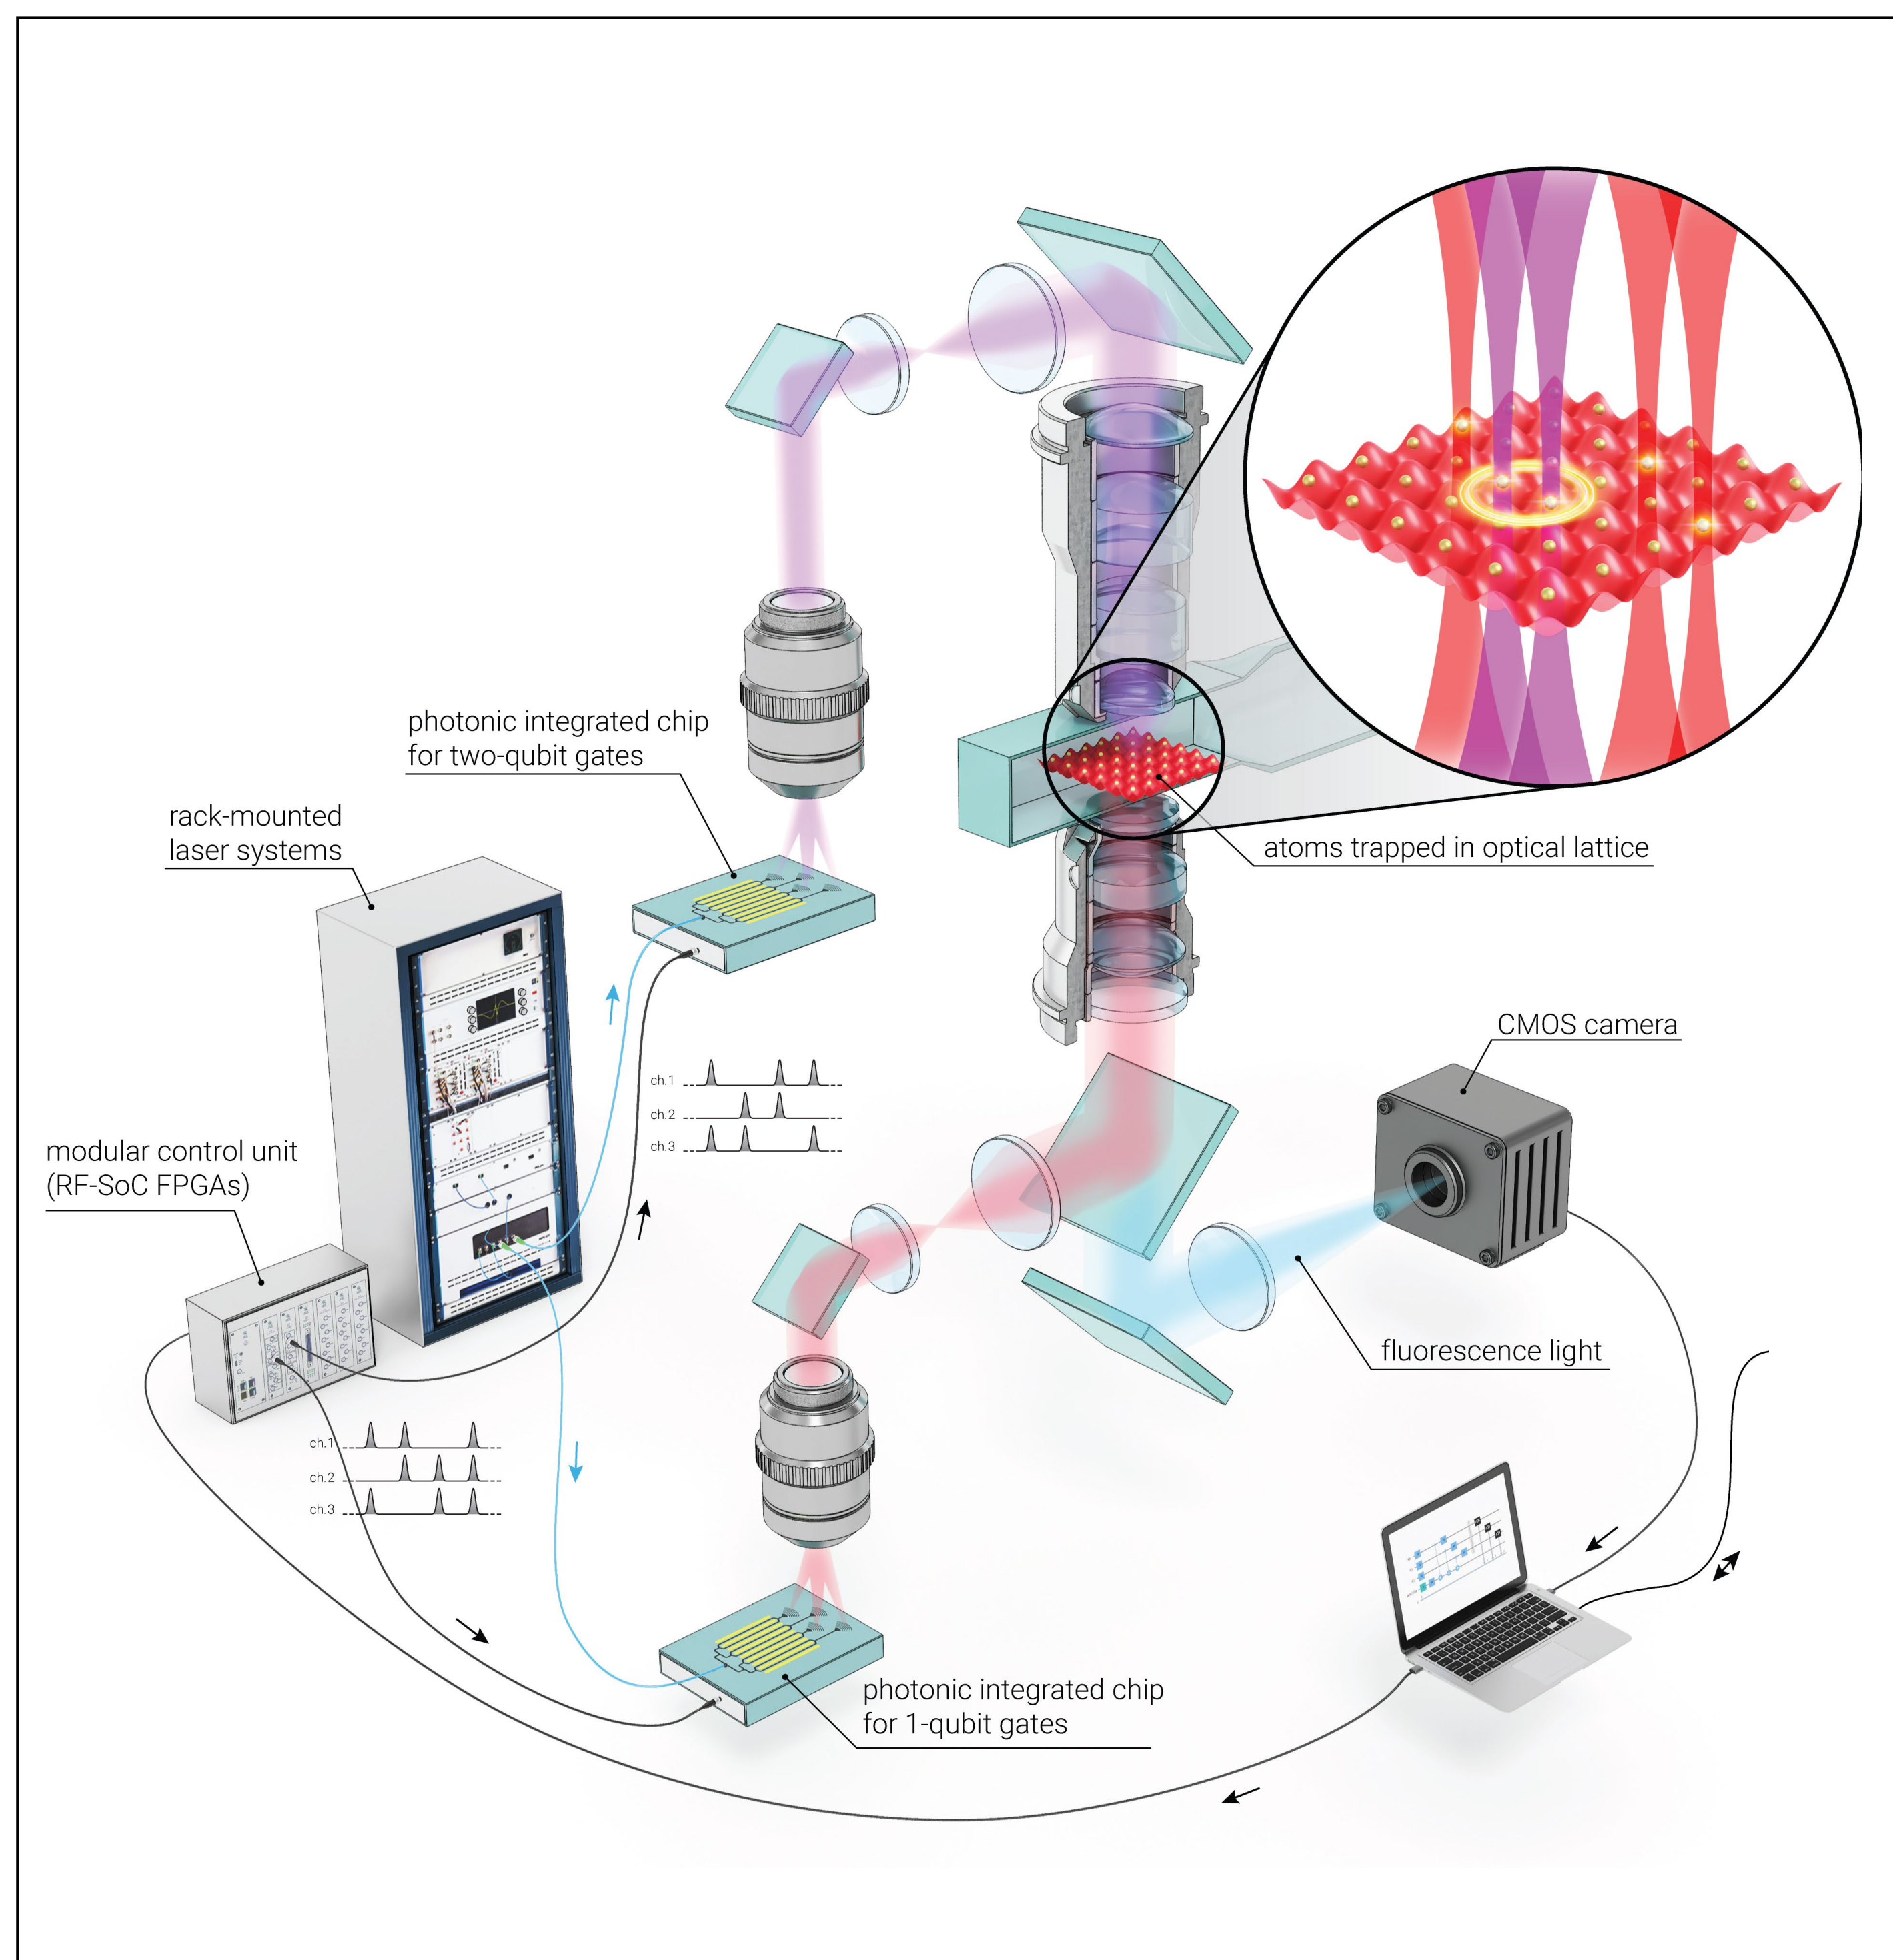 photonic integrated chip
for two-qubit gates
rack-mounted
laser systems
atoms trapped in optical lattice
CMOS camera
ch.1
ch.2
ch.3
modular control unit
(RF-SoC FPGAs)
fluorescence light
ch.1
ch.2
ch.3
photonic integrated chip
for 1-qubit gates